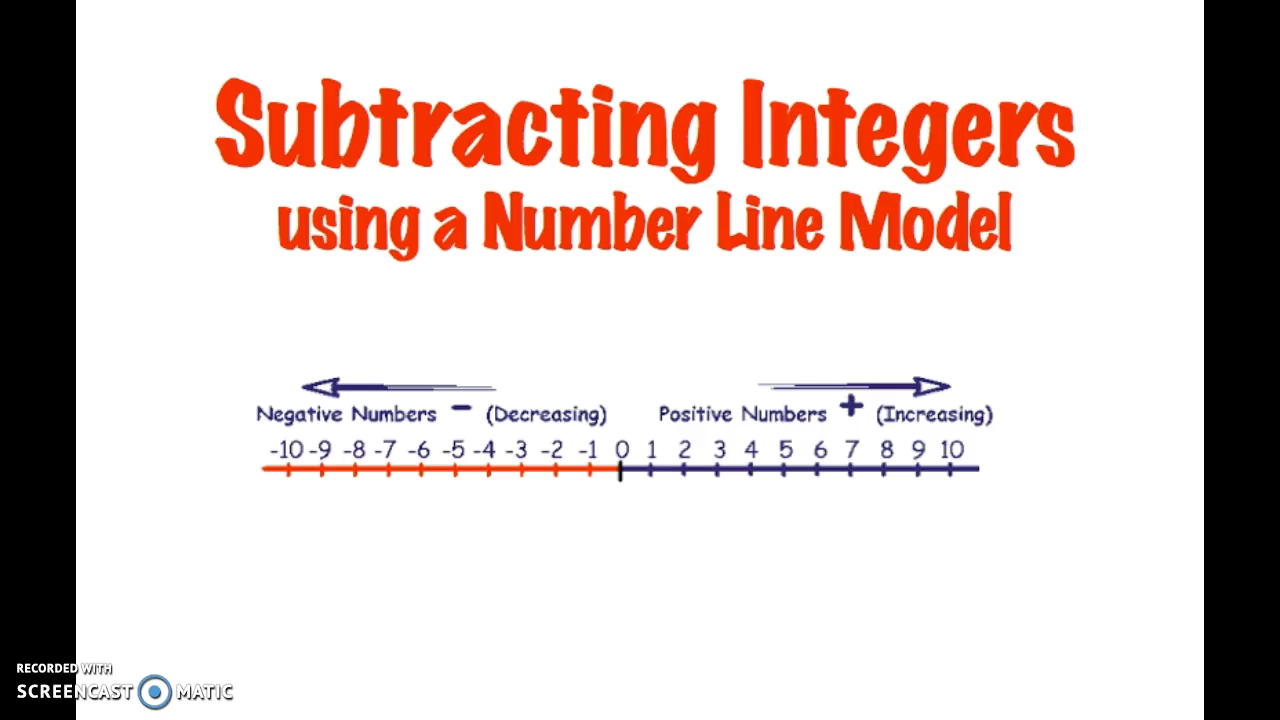 Subtracting Integers
using a Number Line Model
Negative Numbers - (Decreasing) Positive Numbers + (Increasing)
-10 -9 -8 -7 -6 -5 -4 -3 -2 -1 0 1 2 3 4 5 6 7 8 9 10
RECORDED WITH
SCREENCAST MATIC